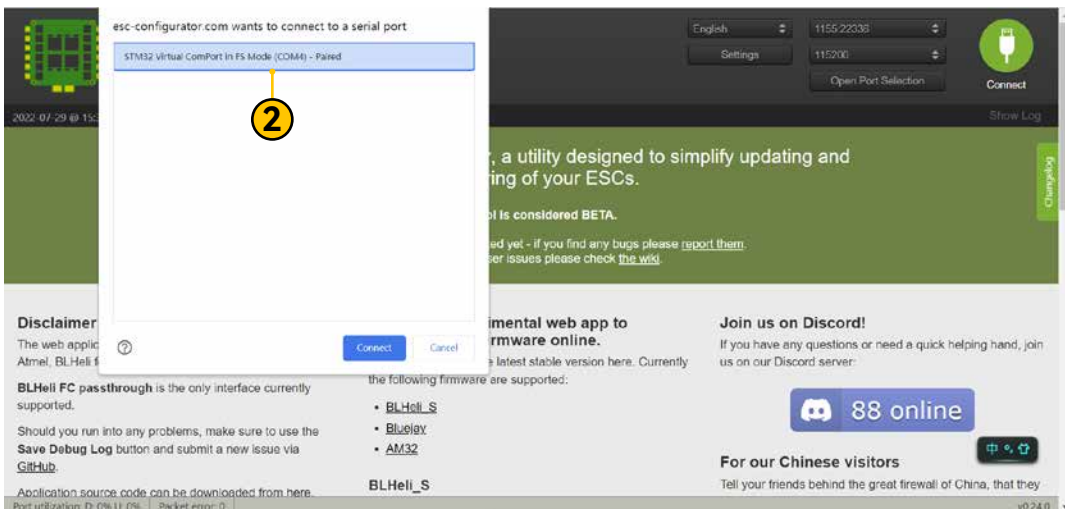 esc-configurator.com wants to connect to a serial port
STM32 Virtual ComPort in FS Mode (COM4) - Paired
2
Connect
Cancel
English
1155:22336
Settings
115200
Open Port Selection
Connect
2022-07-29 @ 15:
Show Log
Changelog
, a utility designed to simplify updating and
ring of your ESCs.
ol is considered BETA.
ed yet - if you find any bugs please report them.
ser issues please check the wiki.
Disclaimer
The web applic
Atmel, BLHeli f
BLHeli FC passthrough is the only interface currently
supported.
Should you run into any problems, make sure to use the
Save Debug Log button and submit a new issue via
GitHub.
Application source code can be downloaded from here.
imental web app to
rmware online.
e latest stable version here. Currently
the following firmware are supported:
• BLHeli_S
• Bluejay
• AM32
BLHeli_S
Join us on Discord!
If you have any questions or need a quick helping hand, join
us on our Discord server:
88 online
中
For our Chinese visitors
Tell your friends behind the great firewall of China, that they
Port utilization: D: 0% U: 0%
Packet error: 0
v0.24.0